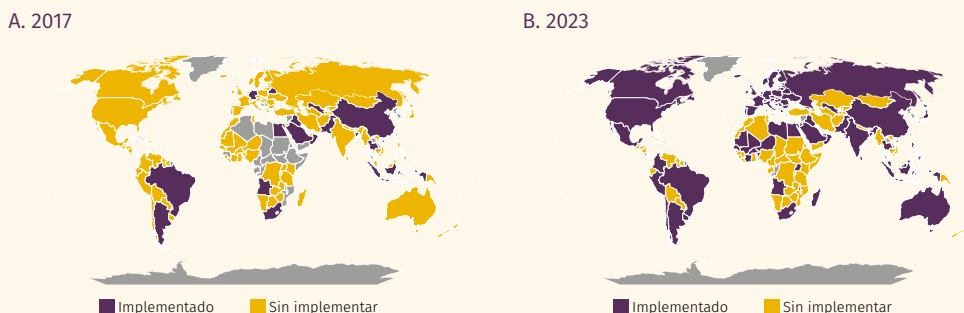 A. 2017
B. 2023
Implementado
Sin implementar
Implementado
Sin implementar